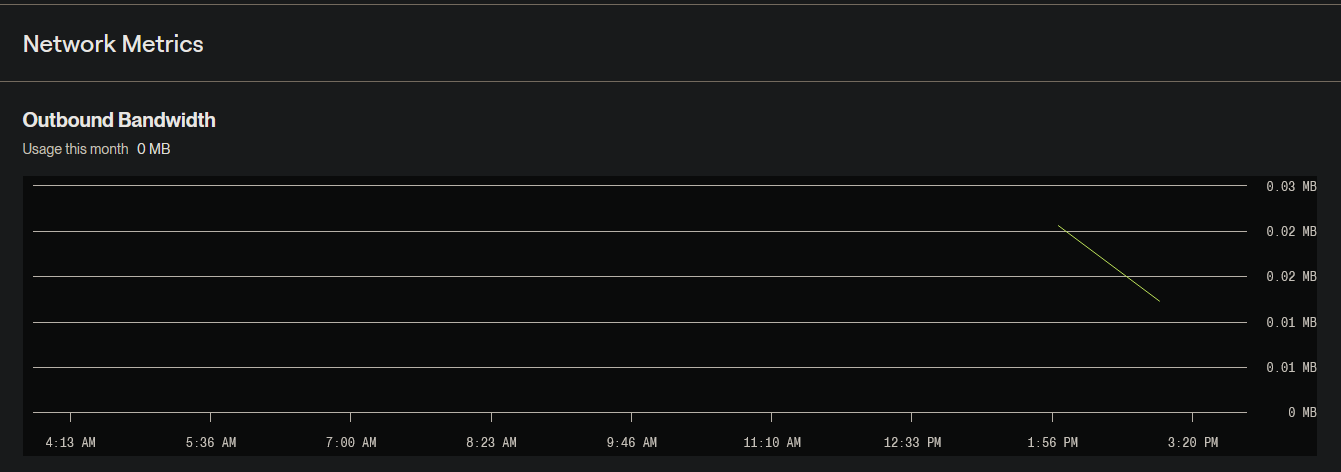 Network Metrics
Outbound Bandwidth
Usage this month 0 MB
0.03 MB
0.02 MB
0.02 MB
0.01 MB
0.01 MB
0 MB
4:13 AM 5:36 AM 7:00 AM 8:23 AM 9:46 AM 11:10 AM 12:33 PM 1:56 PM 3:20 PM